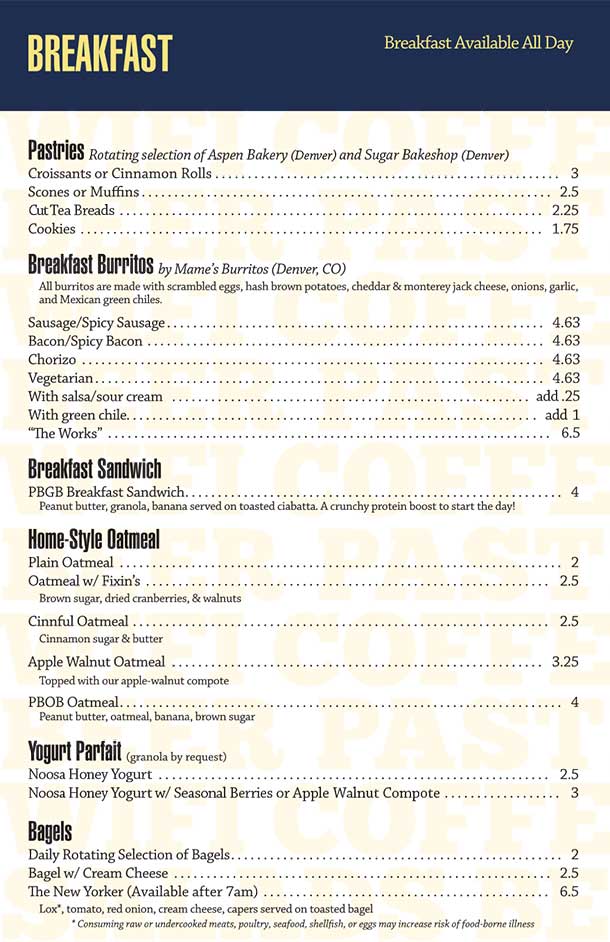 BREAKFAST
Breakfast Available All Day
Pastries Rotating selection of Aspen Bakery (Denver) and Sugar Bakeshop (Denver)
Croissants or Cinnamon Rolls . . . . . . . . . . . . . . . . . . . . 3
Scones or Muffins . . . . . . . . . . . . . . . . . . . . 2.5
Cut Tea Breads . . . . . . . . . . . . . . . . . . . . 2.25
Cookies . . . . . . . . . . . . . . . . . . . . 1.75
Breakfast Burritos by Mame's Burritos (Denver, CO)
All burritos are made with scrambled eggs, hash brown potatoes, cheddar & monterey jack cheese, onions, garlic,
and Mexican green chiles.
Sausage/Spicy Sausage . . . . . . . . . . . . . . . . . . . . 4.63
Bacon/Spicy Bacon . . . . . . . . . . . . . . . . . . . . 4.63
Chorizo . . . . . . . . . . . . . . . . . . . . 4.63
Vegetarian . . . . . . . . . . . . . . . . . . . . 4.63
With salsa/sour cream . . . . . . . . . . . . . . . . . . . . add .25
With green chile. . . . . . . . . . . . . . . . . . . . add 1
“The Works” . . . . . . . . . . . . . . . . . . . . 6.5
Breakfast Sandwich
PBGB Breakfast Sandwich . . . . . . . . . . . . . . . . . . . . 4
Peanut butter, granola, banana served on toasted ciabatta. A crunchy protein boost to start the day!
Home-Style Oatmeal
Plain Oatmeal . . . . . . . . . . . . . . . . . . . . 2
Oatmeal w/ Fixin's . . . . . . . . . . . . . . . . . . . . 2.5
Brown sugar, dried cranberries, & walnuts
Cinnful Oatmeal . . . . . . . . . . . . . . . . . . . . 2.5
Cinnamon sugar & butter
Apple Walnut Oatmeal . . . . . . . . . . . . . . . . . . . . 3.25
Topped with our apple-walnut compote
PBOB Oatmeal . . . . . . . . . . . . . . . . . . . . 4
Peanut butter, oatmeal, banana, brown sugar
Yogurt Parfait (granola by request)
Noosa Honey Yogurt . . . . . . . . . . . . . . . . . . . . 2.5
Noosa Honey Yogurt w/ Seasonal Berries or Apple Walnut Compote . . . . . . . . . . . . . . . . . . 3
Bagels
Daily Rotating Selection of Bagels . . . . . . . . . . . . . . . . . . . . 2
Bagel w/ Cream Cheese . . . . . . . . . . . . . . . . . . . . 2.5
The New Yorker (Available after 7am) . . . . . . . . . . . . . . . . . . . . 6.5
Lox*, tomato, red onion, cream cheese, capers served on toasted bagel
* Consuming raw or undercooked meats, poultry, seafood, shellfish, or eggs may increase risk of food-borne illness